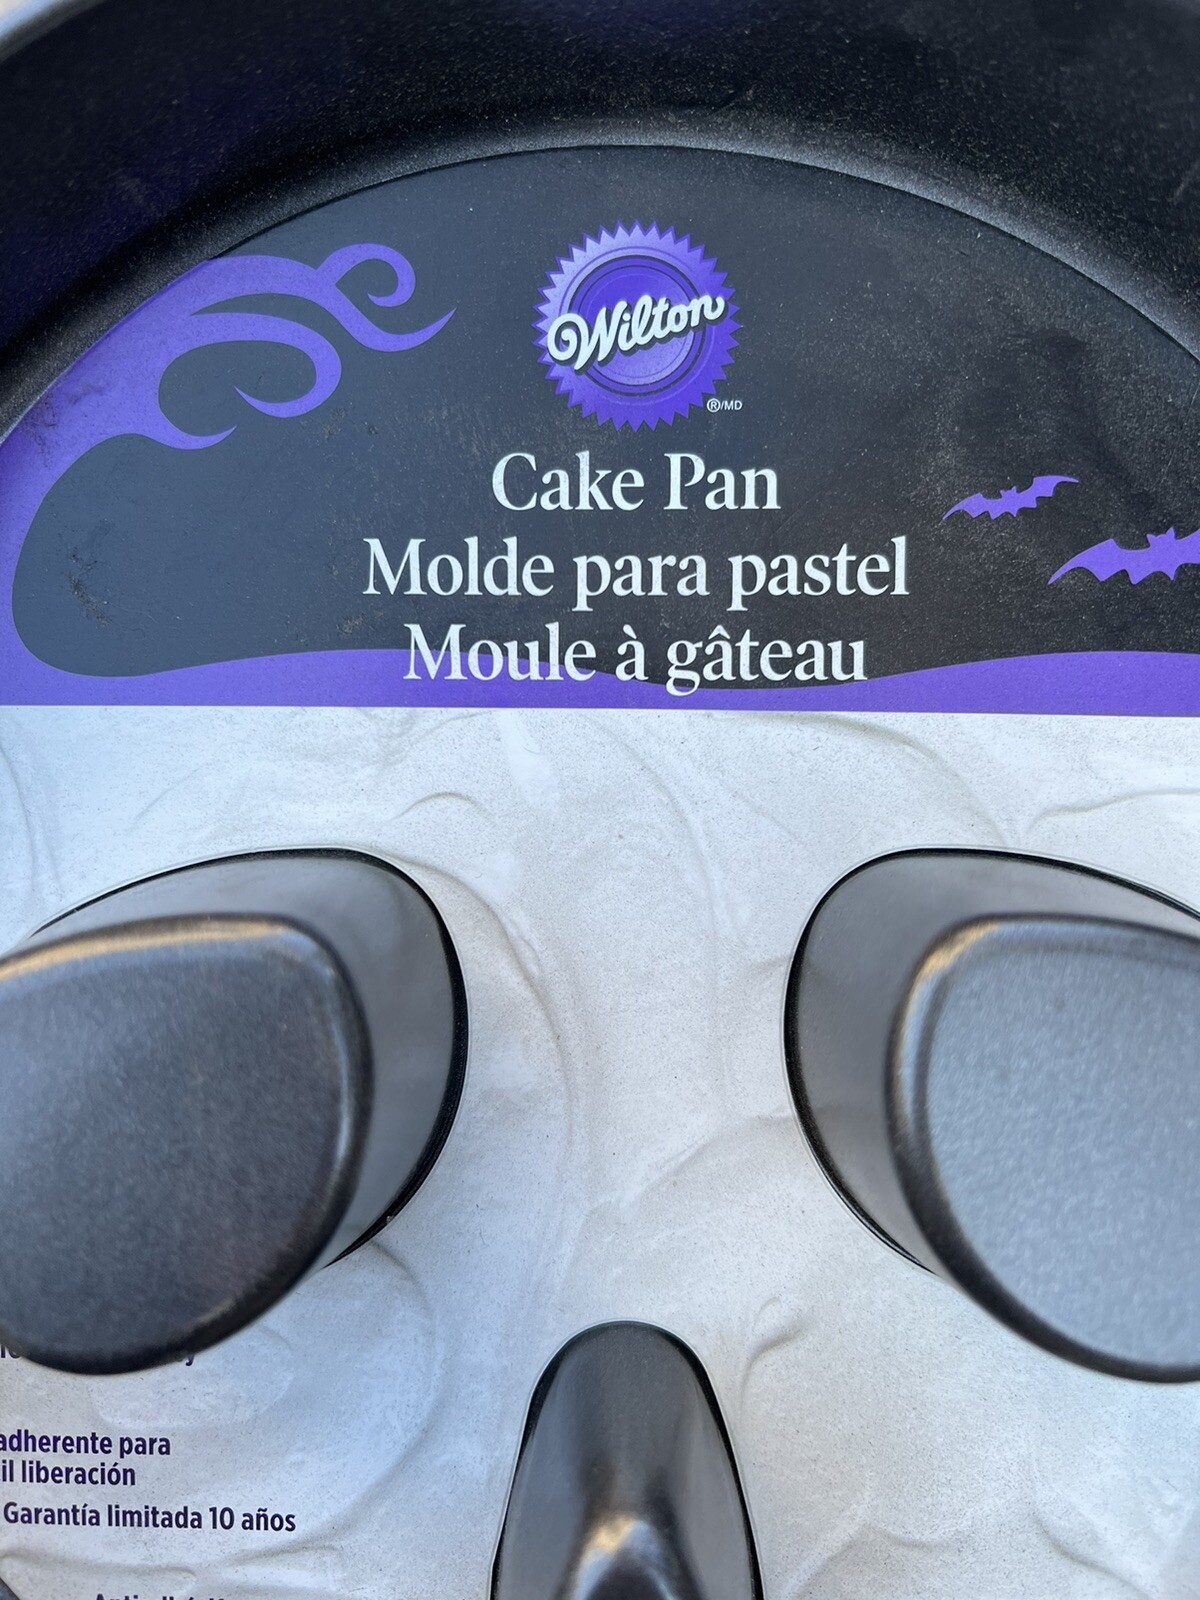 Wilton
®/MD
Cake Pan
Molde para pastel
Moule à gâteau
adherente para
il liberación
Garantía limitada 10 años